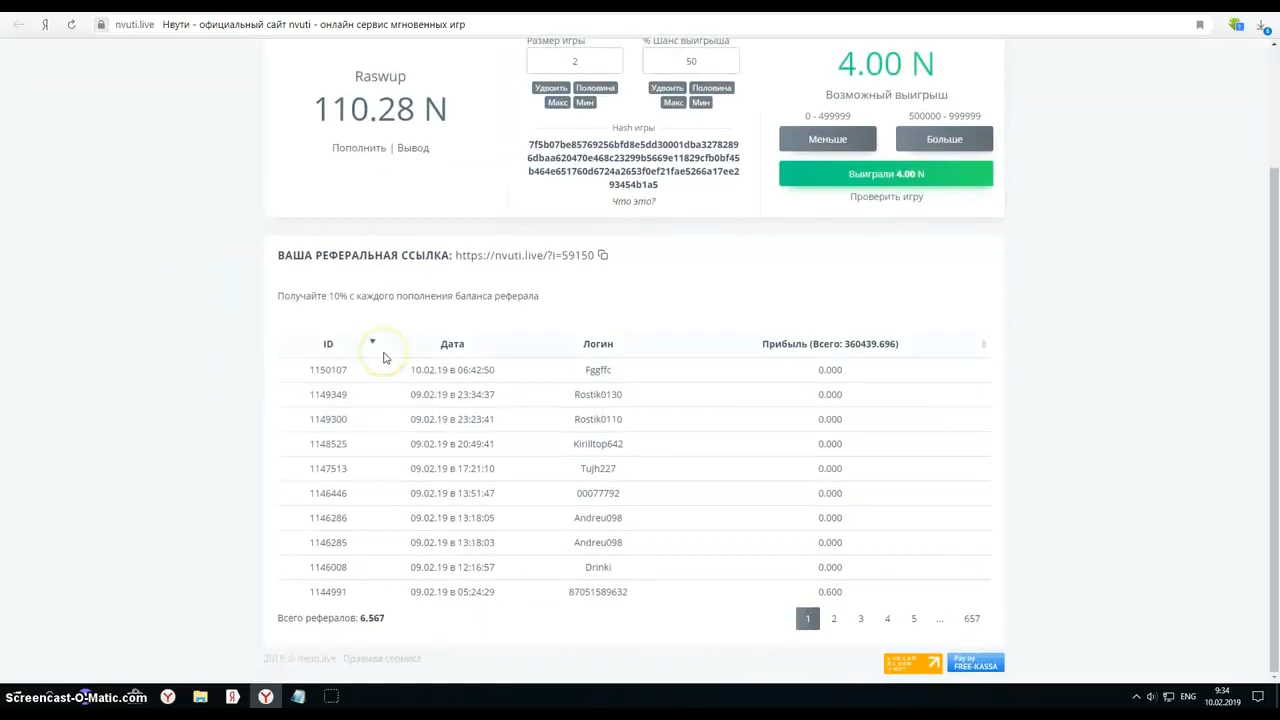 nvuti.live Нвути - официальный сайт nvuti - онлайн сервис мгновенных игр
Размер игры
% Шанс выигрыша
Raswup
110.28 N
Пополнить | Вывод
2
50
Удвоить Половина
Макс Мин
Удвоить Половина
Макс Мин
Hash игры
7f5b07be85769256bfd8e5dd30001dba3278289
6dbaa620470e468c23299b5669e11829cfb0bf45
b464e651760d6724a2653f0ef21fae5266a17ee2
93454b1a5
Что это?
4.00 N
Возможный выигрыш
0 - 499999
500000 - 999999
Меньше
Больше
Выиграли 4.00 N
Проверить игру
ВАША РЕФЕРАЛЬНАЯ ССЫЛКА: https://nvuti.live/?i=59150
Получайте 10% с каждого пополнения баланса реферала
ID Дата Логин Прибыль (Всего: 360439.696)
1150107 10.02.19 в 06:42:50 Fggffc 0.000
1149349 09.02.19 в 23:34:37 Rostik0130 0.000
1149300 09.02.19 в 23:23:41 Rostik0110 0.000
1148525 09.02.19 в 20:49:41 Kirilltop642 0.000
1147513 09.02.19 в 17:21:10 Tujh227 0.000
1146446 09.02.19 в 13:51:47 00077792 0.000
1146286 09.02.19 в 13:18:05 Andreu098 0.000
1146285 09.02.19 в 13:18:03 Andreu098 0.000
1146008 09.02.19 в 12:16:57 Drinki 0.000
1144991 09.02.19 в 05:24:29 87051589632 0.600
Всего рефералов: 6,567
1 2 3 4 5 ... 657
nvuti.live Правила сервиса
Pay by
FREE-KASSA
Screencast-O-Matic.com
ENG
9:34
10.02.2019